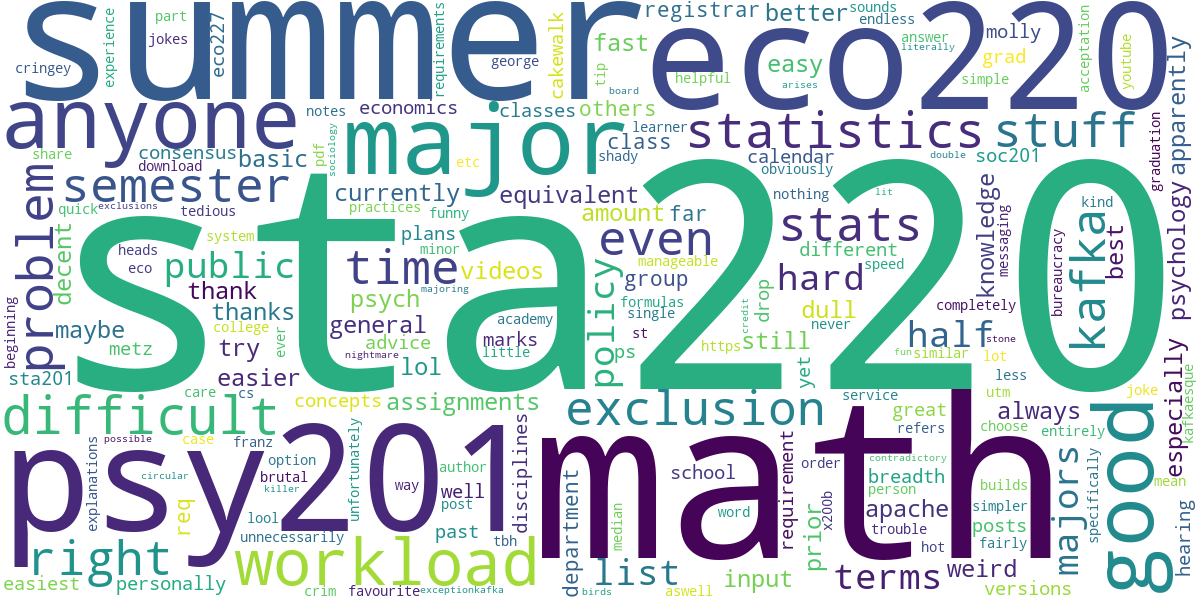 summer
eco220
sta220
math
psy201
anyone
major
statistics
stuff
semester
problem
difficult
workload
right
good
exclusion
kafka
even
time
stats
hard
half
public
policy
list
terms
majors
psychology
especially
apparently
knowledge
best
registrar
better
molly
sounds
endless
answer
literally
acceptation
youtube
grad
simple
easy
helpful
arises
fast
tip
board
george
cakewalk
requirements
eco227
experience
part
jokes
cringey
notes
economics
classes
others
learner
class
shady
calendar
obviously
double
soc201
graduation
share
consensus
download
basic
pdf
sociology
etc
currently
equivalent
nothing
lit
kind
quick
exclusions
tedious
practices
funny
amount
far
different
plans
minor
manageable
group
speed
messaging
bureaucracy
decent
heads
eco
system
thank
videos
majoring
psych
formulas
single
drop
dull
never
completely
beginning
maybe
thanks
college
general
academy
marks
little
st
https
credit
still
fun
similar
lot
stone
metz
try
ever
nightmare
advice
ps
yet
less
sta201
easier
lol
care
cs
concepts
assignments
service
utm
joke
kafkaesque
great
refers
choose
always
entirely
possible
case
franz
unfortunately
author
disciplines
explanations
option
brutal
circular
killer
way
well
school
requirement
order
contradictory
breadth
person
builds
specifically
mean
req
lool
post
department
word
x200b
apache
simpler
unnecessarily
tbh
past
median
prior
trouble
hot
posts
fairly
hearing
easiest
personally
crim
favourite
exceptionkafka
birds
aswell
input
weird
versions